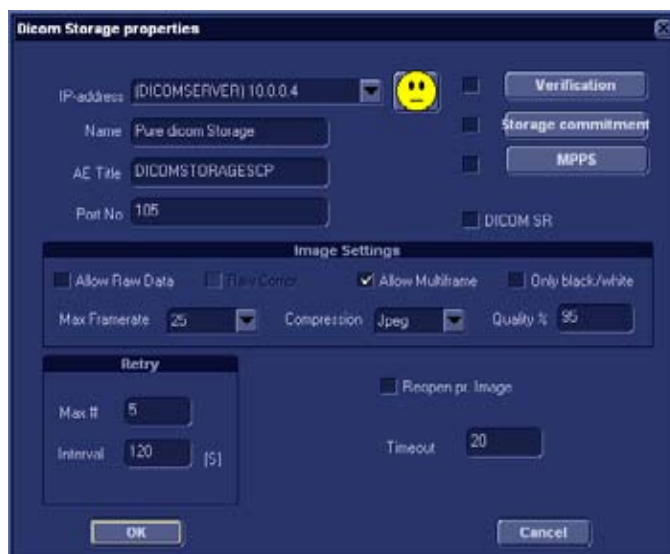 Dicom Storage properties
IP-address (DICOMSERVER) 10.0.0.4 Verification
Name Pure dicom Storage Storage commitment
AE Title DICOMSTORAGESCP MPPS
Port No 105 DICOM SR
Image Settings
Allow Raw Data Raw Compr. Allow Multiframe Only black/white
Max Framerate 25 Compression Jpeg Quality % 95
Retry
Max # 5 Reopen pr. Image
Interval 120 [S] Timeout 20
OK Cancel